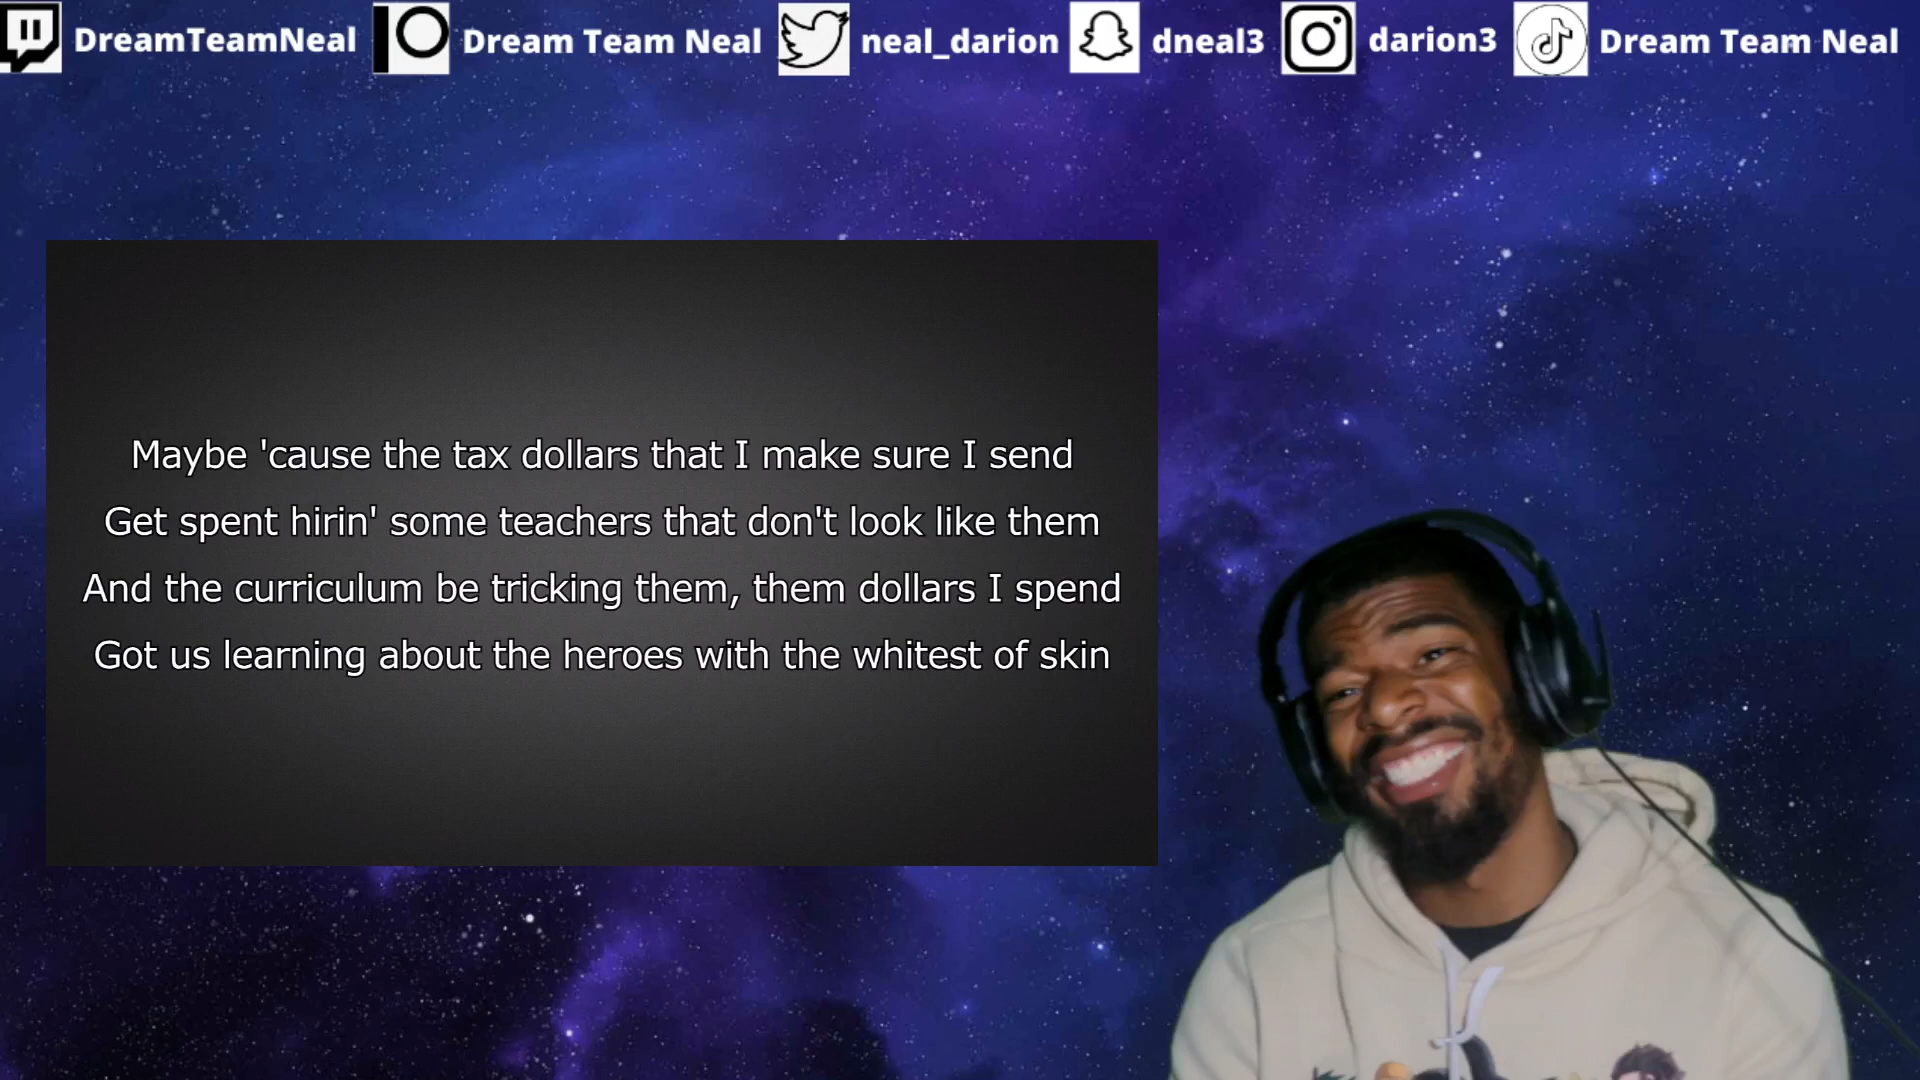 DreamTeamNeal Dream Team Neal neal_darion dneal3 darion3 Dream Team Neal
Maybe 'cause the tax dollars that I make sure I send
Get spent hirin' some teachers that don't look like them
And the curriculum be tricking them, them dollars I spend
Got us learning about the heroes with the whitest of skin